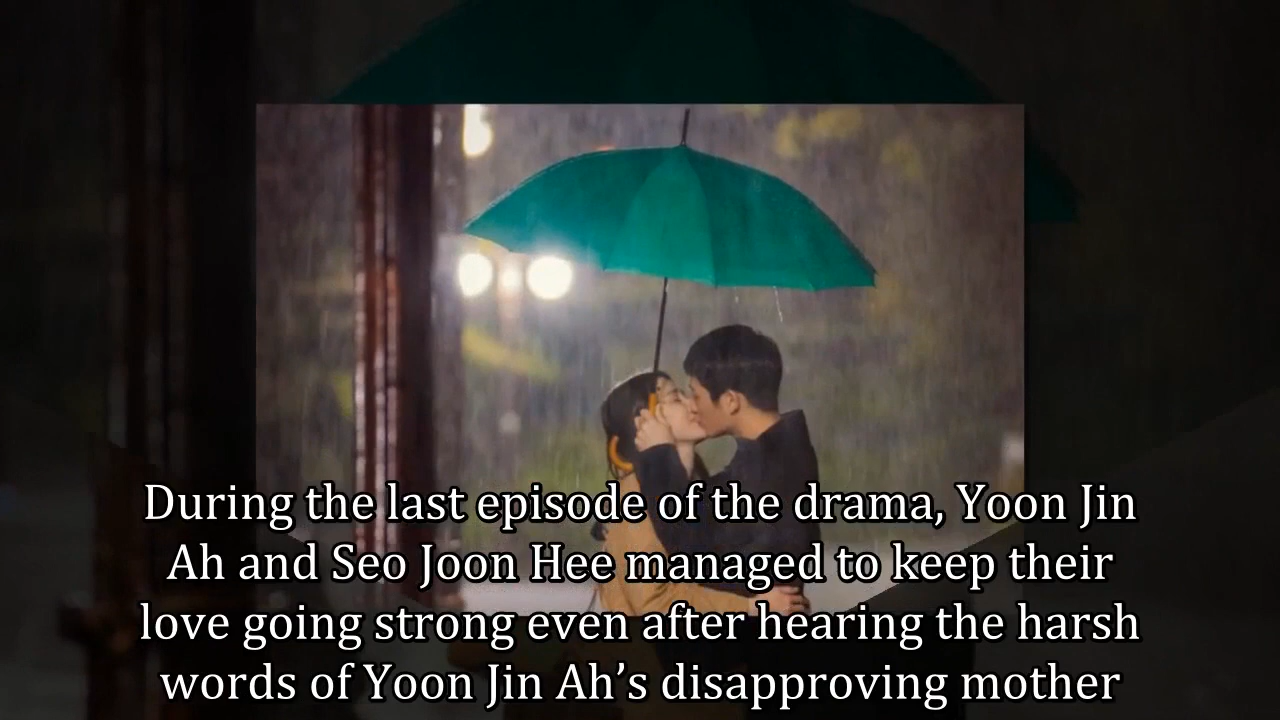 During the last episode of the drama, Yoon Jin
Ah and Seo Joon Hee managed to keep their
love going strong even after hearing the harsh
words of Yoon Jin Ah’s disapproving mother